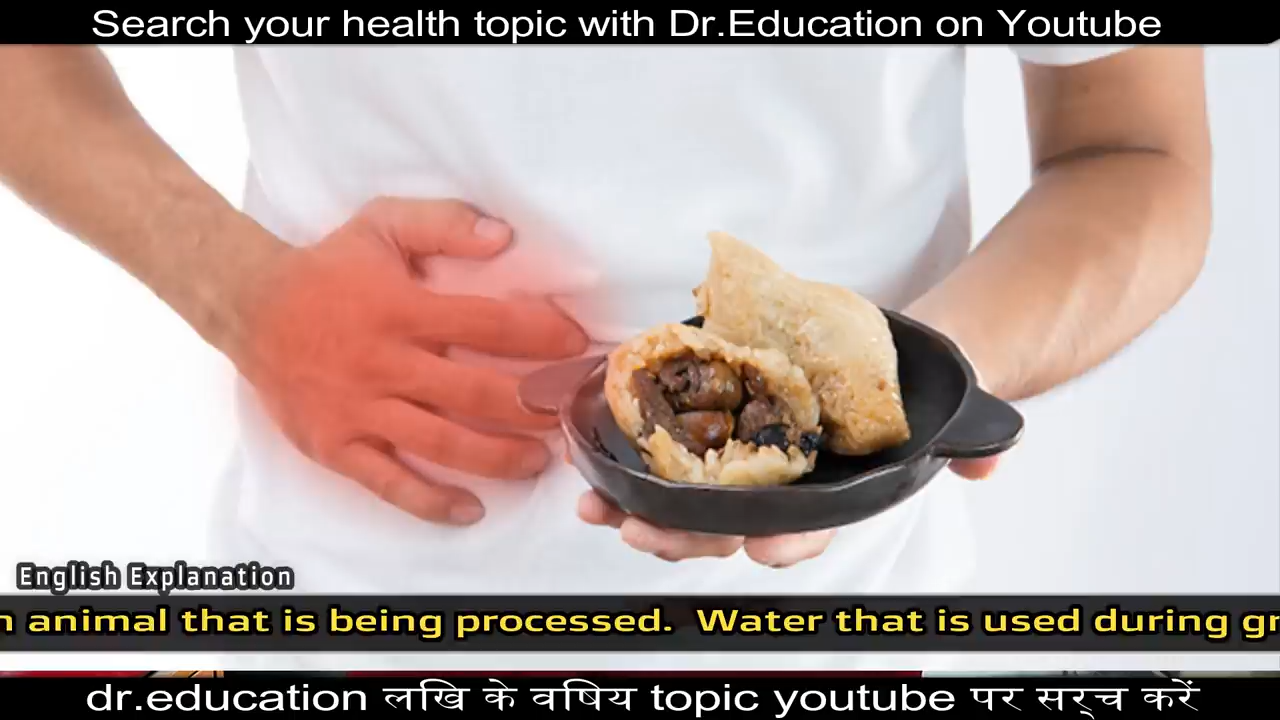 Search your health topic with Dr.Education on Youtube
English Explanation
animal that is being processed. Water that is used during
dr.education लखि के वषिय topic youtube पर सर्च करें